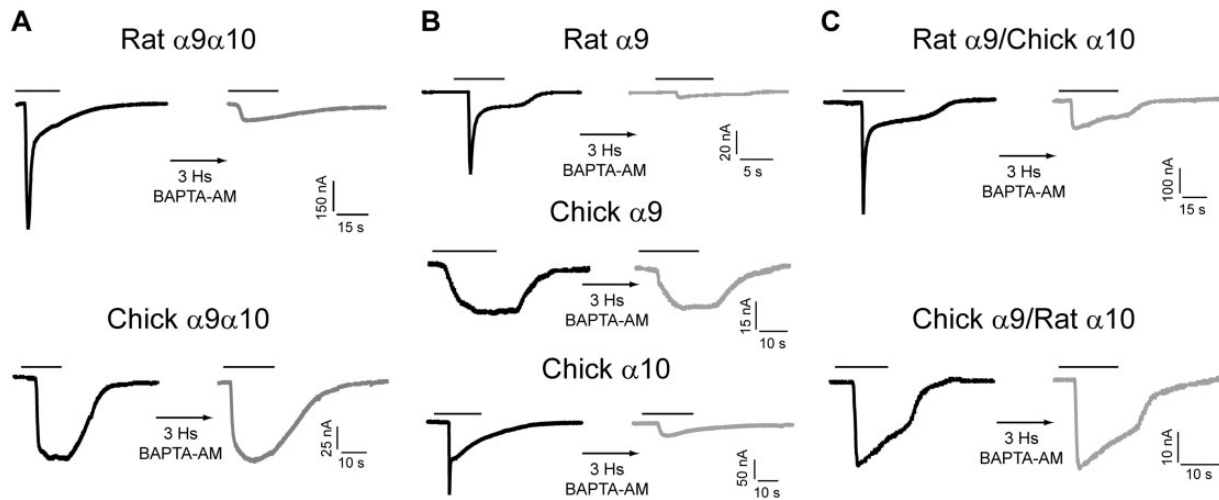 A
Rat α9α10
3 Hs
BAPTA-AM
150 nA
15 s
Chick α9α10
3 Hs
BAPTA-AM
25 nA
10 s
B
Rat α9
3 Hs
BAPTA-AM
20 nA
5 s
Chick α9
3 Hs
BAPTA-AM
15 nA
10 s
Chick α10
3 Hs
BAPTA-AM
50 nA
10 s
C
Rat α9/Chick α10
3 Hs
BAPTA-AM
100 nA
15 s
Chick α9/Rat α10
3 Hs
BAPTA-AM
10 nA
10 s